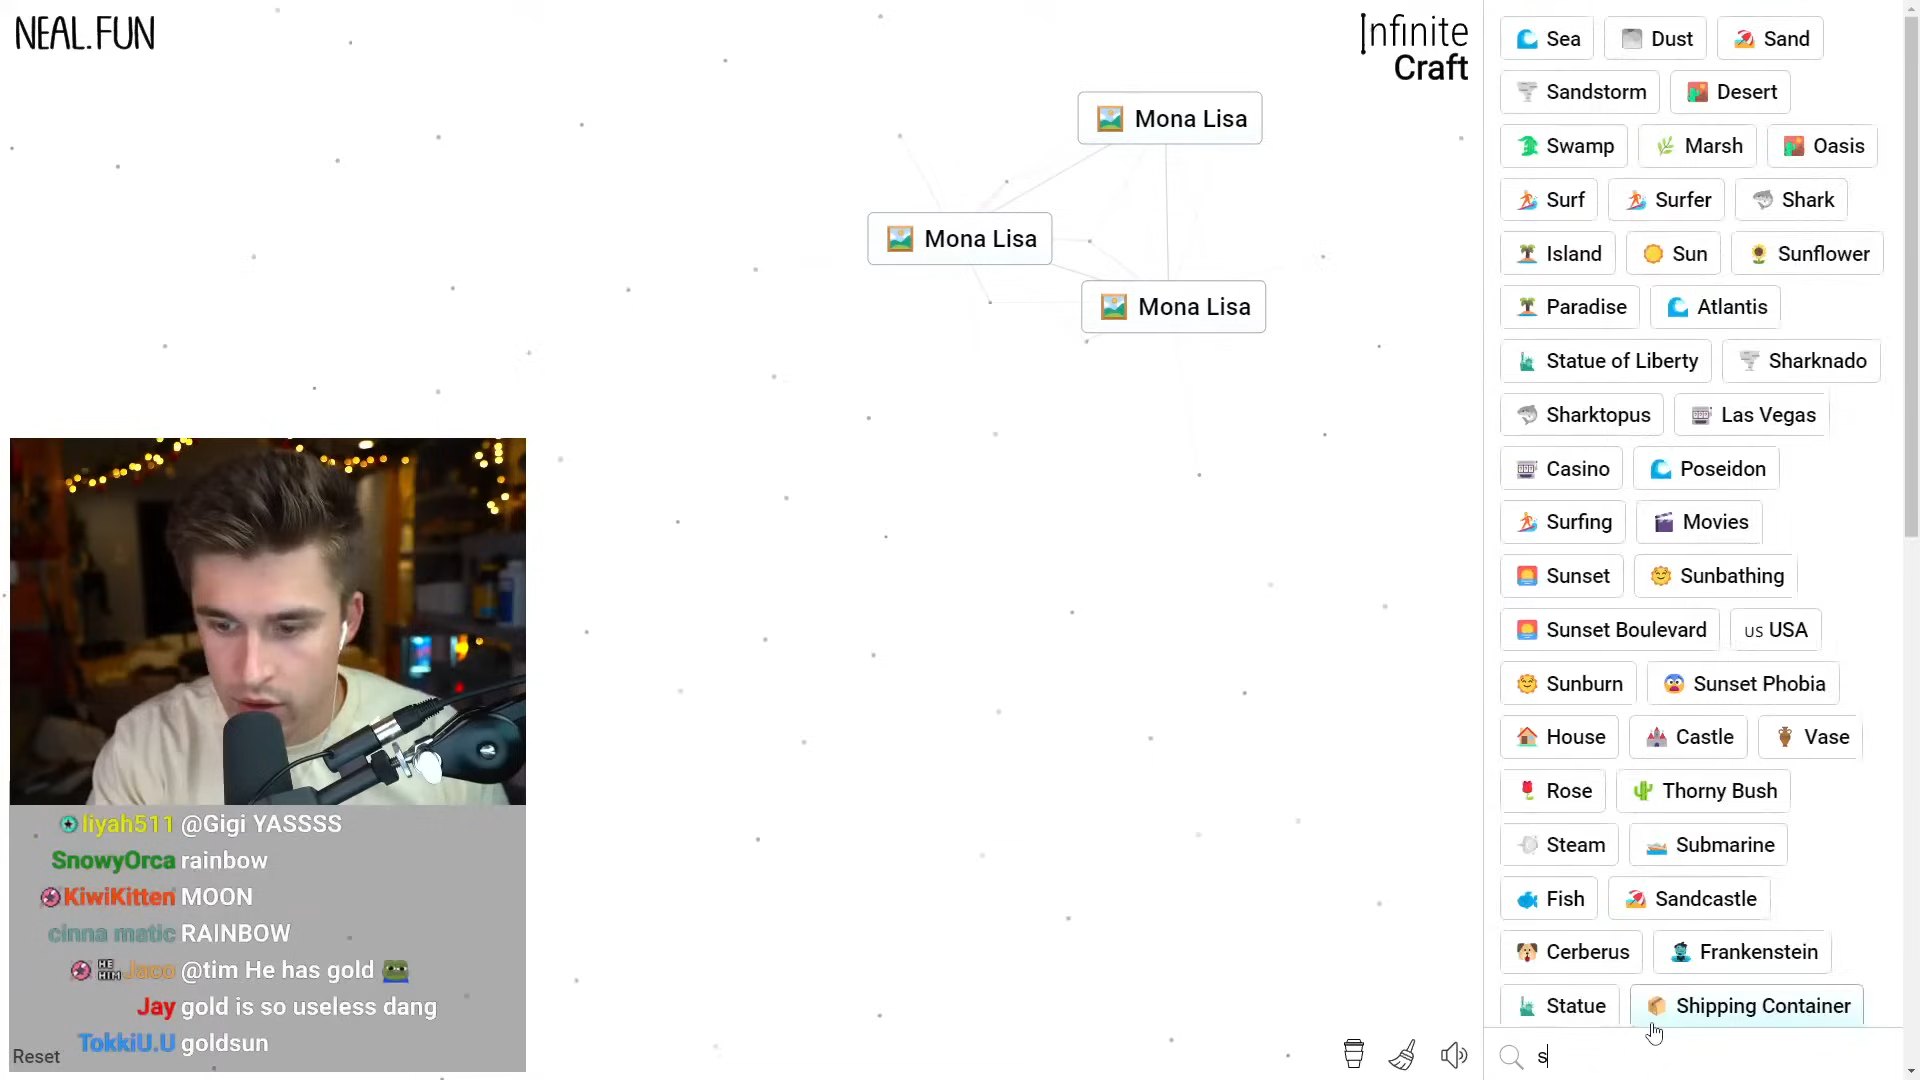 NEAL.FUN
Infinite
Craft
Mona Lisa
Mona Lisa
Mona Lisa
Sea
Dust
Sand
Sandstorm
Desert
Swamp
Marsh
Oasis
Surf
Surfer
Shark
Island
Sun
Sunflower
Paradise
Atlantis
Statue of Liberty
Sharknado
Sharktopus
Las Vegas
Casino
Poseidon
Surfing
Movies
Sunset
Sunbathing
Sunset Boulevard
US USA
Sunburn
Sunset Phobia
House
Castle
Vase
Rose
Thorny Bush
Steam
Submarine
Fish
Sandcastle
Cerberus
Frankenstein
Statue
Shipping Container
s
liyah511 @Gigi YASSSS
SnowyOrca rainbow
KiwiKitten MOON
cinna matic RAINBOW
HE HIM Jaco @tim He has gold
Jay gold is so useless dang
TokkiU.U goldsun
Reset